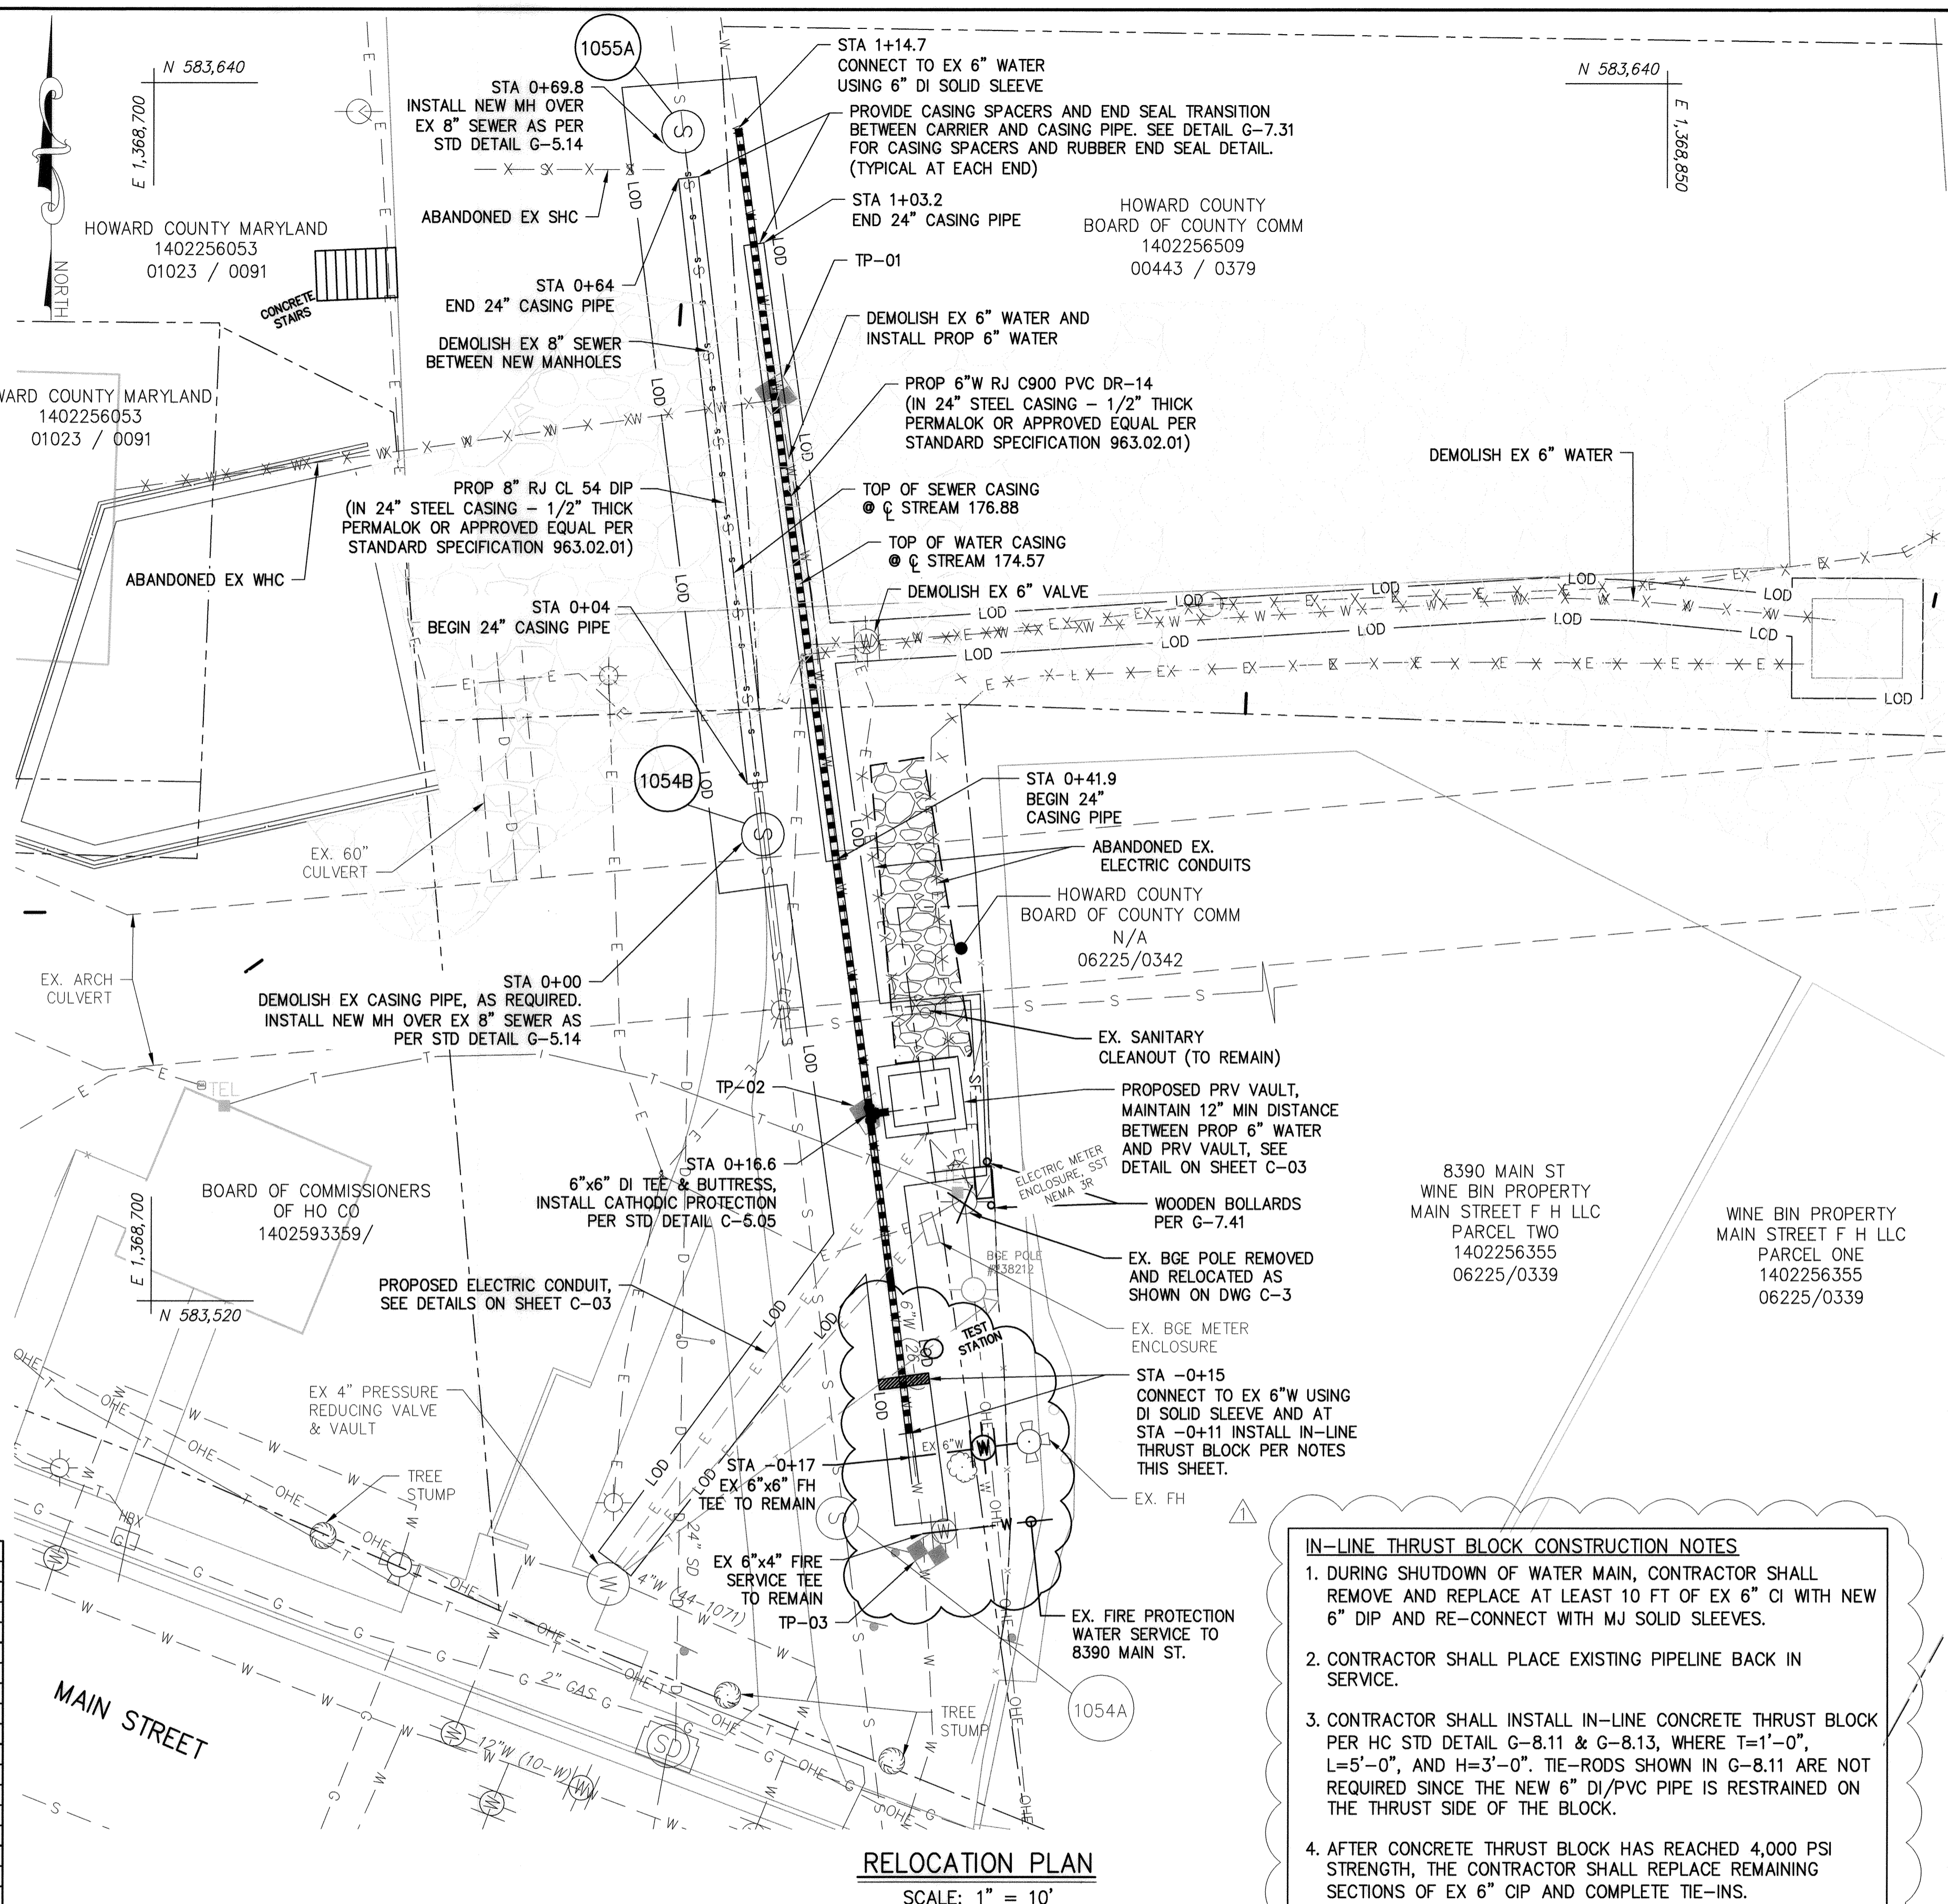 1055A
STA 1+14.7
CONNECT TO EX 6" WATER
USING 6" DI SOLID SLEEVE
N 583,640
E 1,368,700
N 583,640
E 1,368,850
NORTH
STA 0+69.8
INSTALL NEW MH OVER
EX 8" SEWER AS PER
STD DETAIL G-5.14
PROVIDE CASING SPACERS AND END SEAL TRANSITION
BETWEEN CARRIER AND CASING PIPE. SEE DETAIL G-7.31
FOR CASING SPACERS AND RUBBER END SEAL DETAIL.
(TYPICAL AT EACH END)
ABANDONED EX SHC
STA 1+03.2
END 24" CASING PIPE
HOWARD COUNTY
BOARD OF COUNTY COMM
1402256509
00443 / 0379
HOWARD COUNTY MARYLAND
1402256053
01023 / 0091
CONCRETE
STAIRS
TP-01
STA 0+64
END 24" CASING PIPE
DEMOLISH EX 6" WATER AND
INSTALL PROP 6" WATER
DEMOLISH EX 8" SEWER
BETWEEN NEW MANHOLES
WARD COUNTY MARYLAND
1402256053
01023 / 0091
PROP 6"W RJ C900 PVC DR-14
(IN 24" STEEL CASING - 1/2" THICK
PERMALOK OR APPROVED EQUAL PER
STANDARD SPECIFICATION 963.02.01)
DEMOLISH EX 6" WATER
PROP 8" RJ CL 54 DIP
(IN 24" STEEL CASING - 1/2" THICK
PERMALOK OR APPROVED EQUAL PER
STANDARD SPECIFICATION 963.02.01)
TOP OF SEWER CASING
@ ℄ STREAM 176.88
TOP OF WATER CASING
@ ℄ STREAM 174.57
ABANDONED EX WHC
DEMOLISH EX 6" VALVE
STA 0+04
BEGIN 24" CASING PIPE
LOD
LOD
LOD
LOD
LOD
LOD
LOD
LOD
LOD
1054B
STA 0+41.9
BEGIN 24"
CASING PIPE
EX. 60"
CULVERT
ABANDONED EX.
ELECTRIC CONDUITS
HOWARD COUNTY
BOARD OF COUNTY COMM
N/A
06225/0342
EX. ARCH
CULVERT
STA 0+00
DEMOLISH EX CASING PIPE, AS REQUIRED.
INSTALL NEW MH OVER EX 8" SEWER AS
PER STD DETAIL G-5.14
EX. SANITARY
CLEANOUT (TO REMAIN)
TEL
TP-02
SF
PROPOSED PRV VAULT,
MAINTAIN 12" MIN DISTANCE
BETWEEN PROP 6" WATER
AND PRV VAULT, SEE
DETAIL ON SHEET C-03
STA 0+16.6
6"x6" DI TEE & BUTTRESS,
INSTALL CATHODIC PROTECTION
PER STD DETAIL C-5.05
ELECTRIC METER
ENCLOSURE, SST
NEMA 3R
WOODEN BOLLARDS
PER G-7.41
BOARD OF COMMISSIONERS
OF HO CO
1402593359/
E 1,368,700
N 583,520
8390 MAIN ST
WINE BIN PROPERTY
MAIN STREET F H LLC
PARCEL TWO
1402256355
06225/0339
WINE BIN PROPERTY
MAIN STREET F H LLC
PARCEL ONE
1402256355
06225/0339
PROPOSED ELECTRIC CONDUIT,
SEE DETAILS ON SHEET C-03
BGE POLE
EX. BGE POLE REMOVED
AND RELOCATED AS
SHOWN ON DWG C-3
TEST
STATION
EX. BGE METER
ENCLOSURE
6"W
EX 4" PRESSURE
REDUCING VALVE
& VAULT
STA -0+15
CONNECT TO EX 6"W USING
DI SOLID SLEEVE AND AT
STA -0+11 INSTALL IN-LINE
THRUST BLOCK PER NOTES
THIS SHEET.
EX 6"W
STA -0+17
EX 6"x6" FH
TEE TO REMAIN
TREE
STUMP
EX. FH
HBX
24" SD
4"W (44-1071)
EX 6"x4" FIRE
SERVICE TEE
TO REMAIN
TP-03
EX. FIRE PROTECTION
WATER SERVICE TO
8390 MAIN ST.
1054A
TREE
STUMP
2" GAS
12"W (10-W)
SD
MAIN STREET
1
IN-LINE THRUST BLOCK CONSTRUCTION NOTES
1. DURING SHUTDOWN OF WATER MAIN, CONTRACTOR SHALL
REMOVE AND REPLACE AT LEAST 10 FT OF EX 6" CI WITH NEW
6" DIP AND RE-CONNECT WITH MJ SOLID SLEEVES.
2. CONTRACTOR SHALL PLACE EXISTING PIPELINE BACK IN
SERVICE.
3. CONTRACTOR SHALL INSTALL IN-LINE CONCRETE THRUST BLOCK
PER HC STD DETAIL G-8.11 & G-8.13, WHERE T=1'-0",
L=5'-0", AND H=3'-0". TIE-RODS SHOWN IN G-8.11 ARE NOT
REQUIRED SINCE THE NEW 6" DI/PVC PIPE IS RESTRAINED ON
THE THRUST SIDE OF THE BLOCK.
4. AFTER CONCRETE THRUST BLOCK HAS REACHED 4,000 PSI
STRENGTH, THE CONTRACTOR SHALL REPLACE REMAINING
SECTIONS OF EX 6" CIP AND COMPLETE TIE-INS.
RELOCATION PLAN
SCALE: 1" = 10'